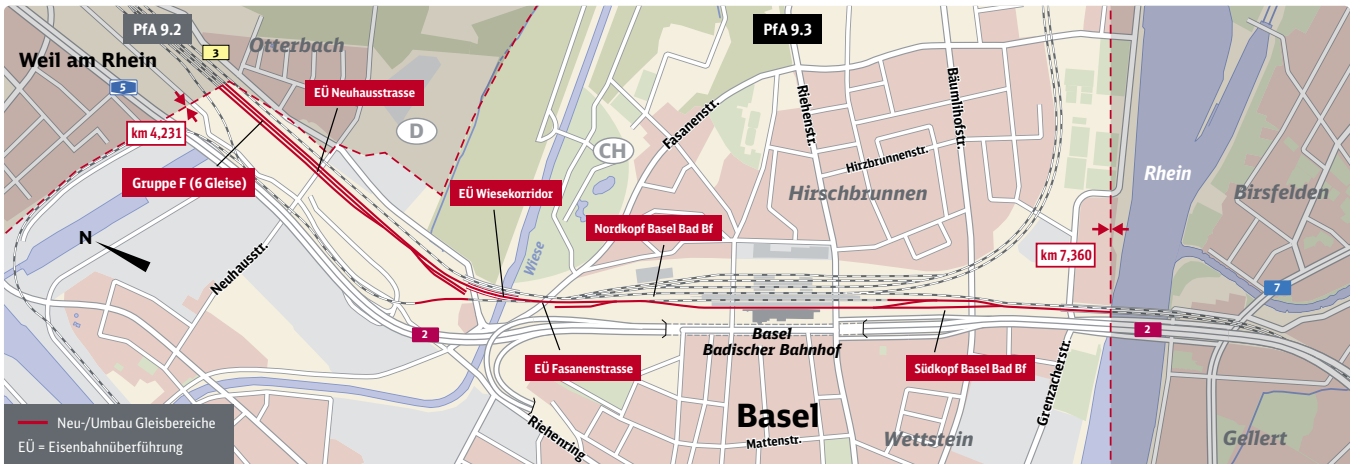 PfA 9.2
PfA 9.3
3
Otterbach
Weil am Rhein
5
EÜ Neuhausstrasse
km 4,231
D
CH
Fasanenstr.
Riehenstr.
Bäumlihofstr.
Hirzbrunnenstr.
Rhein
Gruppe F (6 Gleise)
EÜ Wiesekorridor
Hirschbrunnen
Birsfelden
Nordkopf Basel Bad Bf
N
Neuhausstr.
Wiese
km 7,360
7
2
2
Basel
Badischer Bahnhof
EÜ Fasanenstrasse
Südkopf Basel Bad Bf
Grenzacherstr.
Basel
Neu-/Umbau Gleisbereiche
EÜ = Eisenbahnüberführung
Riehenring
Mattenstr.
Wettstein
Gellert